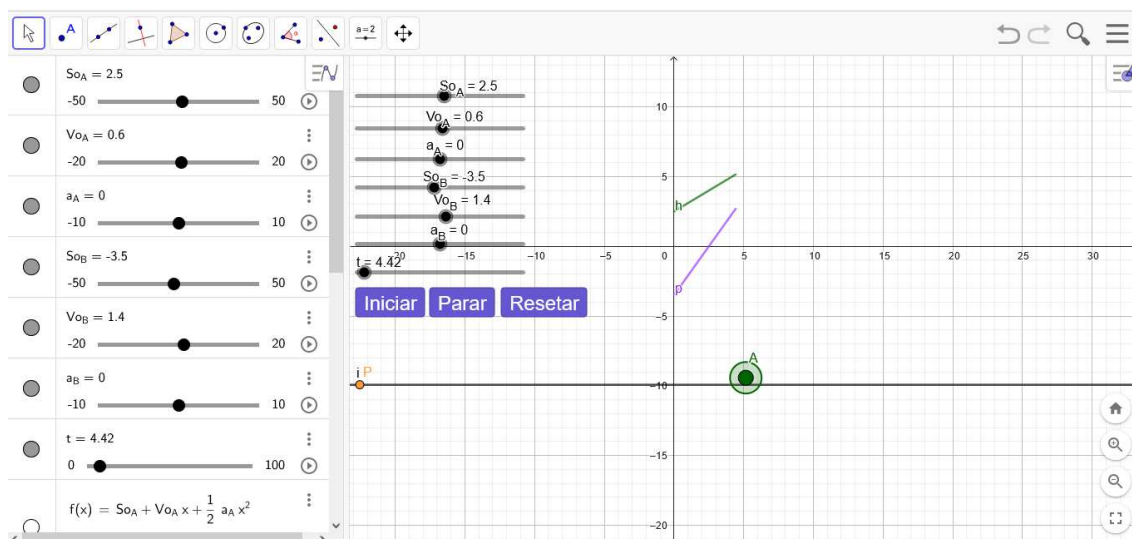 A
a=2
So_A = 2.5
-50
50
Vo_A = 0.6
-20
20
a_A = 0
-10
10
So_B = -3.5
-50
50
Vo_B = 1.4
-20
20
a_B = 0
-10
10
t = 4.42
0
100
f(x) = So_A + Vo_A x + 1/2 a_A x²
So_A = 2.5
Vo_A = 0.6
a_A = 0
So_B = -3.5
Vo_B = 1.4
a_B = 0
t = 4.42
Iniciar Parar Resetar
10
5
h
-20 -15 -10 -5 0 5 10 15 20 25 30
p
-5
A
i P
-10
-15
-20